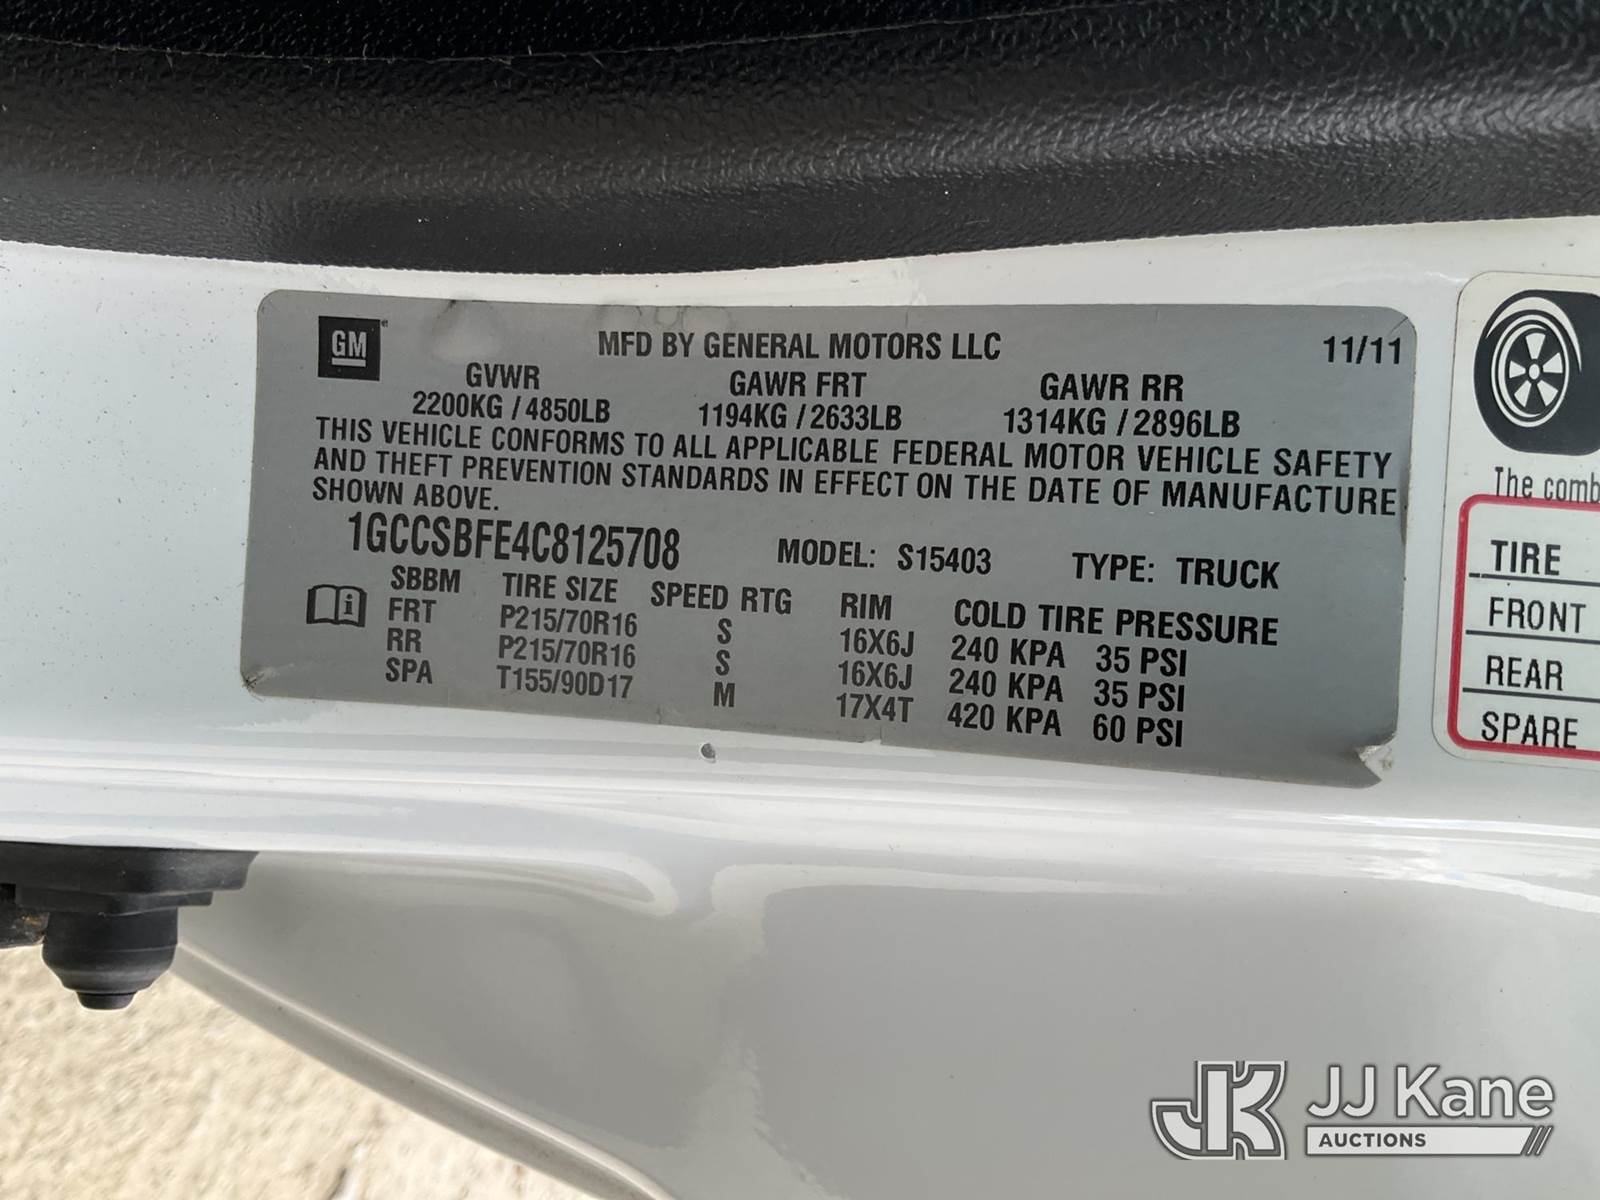 GM
MFD BY GENERAL MOTORS LLC 11/11
GVWR GAWR FRT GAWR RR
2200KG / 4850LB 1194KG / 2633LB 1314KG / 2896LB
THIS VEHICLE CONFORMS TO ALL APPLICABLE FEDERAL MOTOR VEHICLE SAFETY
AND THEFT PREVENTION STANDARDS IN EFFECT ON THE DATE OF MANUFACTURE
SHOWN ABOVE.
1GCCSBFE4C8125708 MODEL: S15403 TYPE: TRUCK
SBBM TIRE SIZE SPEED RTG RIM COLD TIRE PRESSURE
FRT P215/70R16 S 16X6J 240 KPA 35 PSI
RR P215/70R16 S 16X6J 240 KPA 35 PSI
SPA T155/90D17 M 17X4T 420 KPA 60 PSI
The comb
TIRE
FRONT
REAR
SPARE
JK JJ Kane
AUCTIONS